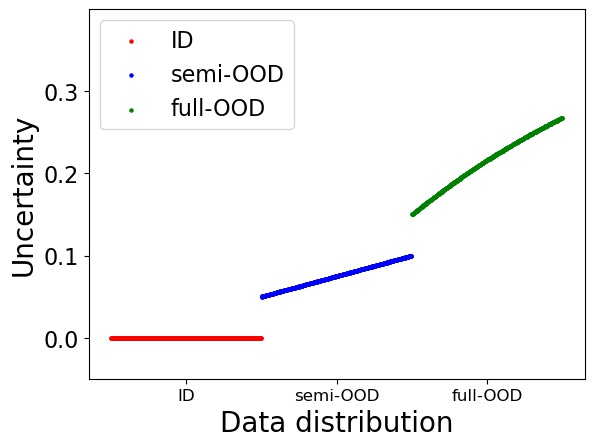 ID
semi-OOD
full-OOD
Uncertainty
0.3
0.2
0.1
0.0
ID semi-OOD full-OOD
Data distribution